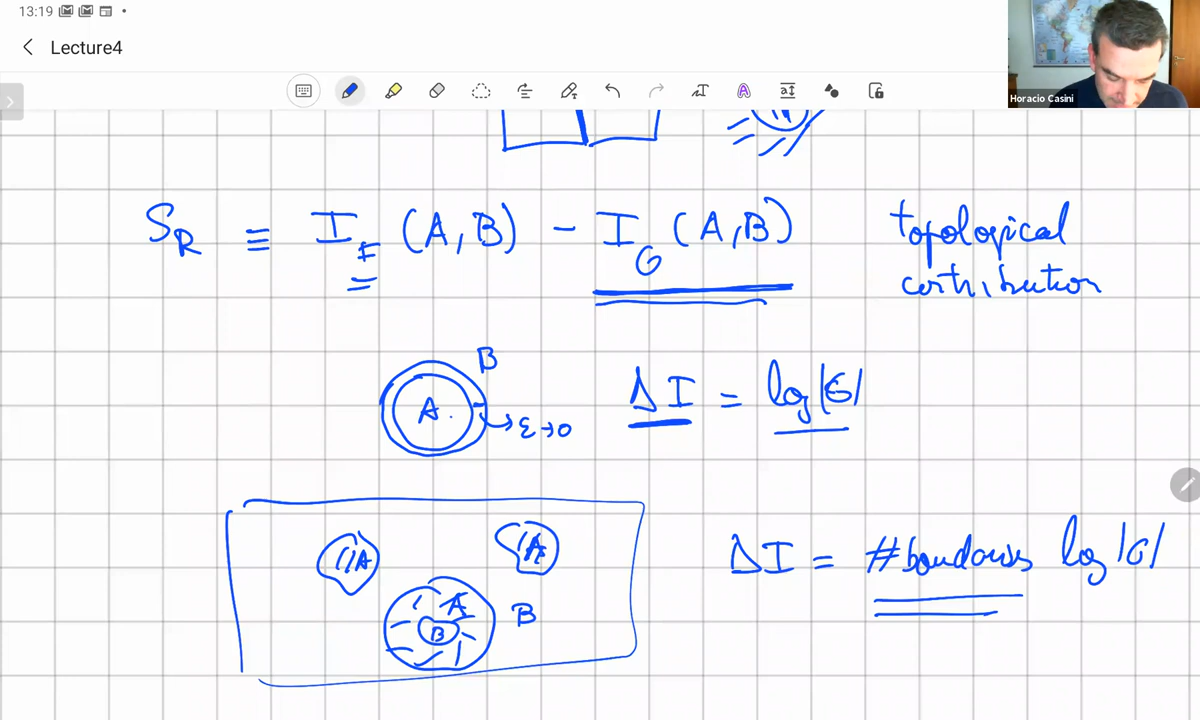 13:19
Lecture4
Horacio Casini
S_R ≡ I_F (A,B) - I_G (A,B) topological
contribution
A B → ε→0 ΔI = log|G|
A A
A B B ΔI = #boundaries log|G|